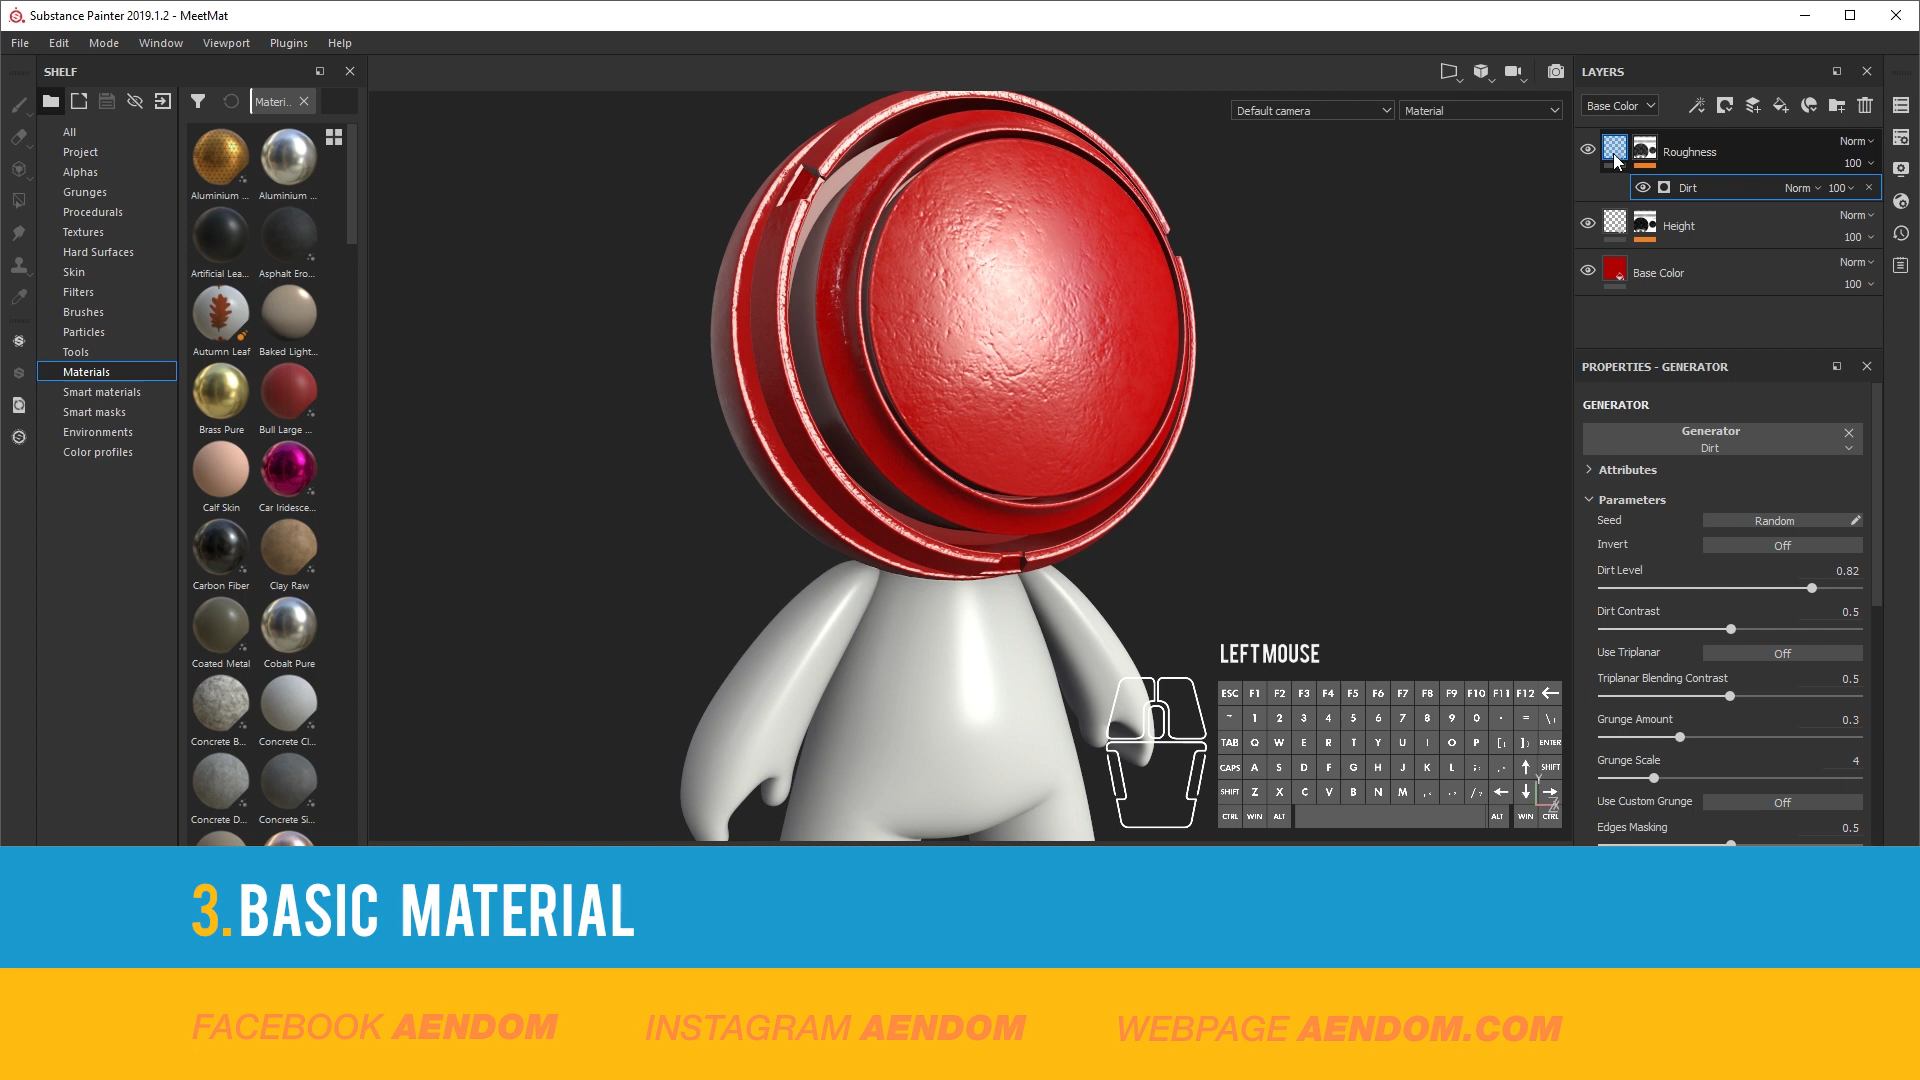 Substance Painter 2019.1.2 - MeetMat
File Edit Mode Window Viewport Plugins Help
SHELF
Materi..
All
Project
Alphas
Grunges
Procedurals
Textures
Hard Surfaces
Skin
Filters
Brushes
Particles
Tools
Materials
Smart materials
Smart masks
Environments
Color profiles
Aluminium ... Aluminium ...
Artificial Lea... Asphalt Ero...
Autumn Leaf Baked Light...
Brass Pure Bull Large ...
Calf Skin Car Iridesce...
Carbon Fiber Clay Raw
Coated Metal Cobalt Pure
Concrete B... Concrete Cl...
Concrete D... Concrete Si...
Default camera Material
LEFT MOUSE
ESC F1 F2 F3 F4 F5 F6 F7 F8 F9 F10 F11 F12
1 2 3 4 5 6 7 8 9 0 - = \
TAB Q W E R T Y U I O P [ ] ENTER
CAPS A S D F G H J K L ; SHIFT
SHIFT Z X C V B N M , . /?
CTRL WIN ALT ALT WIN CTRL
Y
LAYERS
Base Color
Roughness Norm
100
Dirt Norm 100
Height Norm
100
Base Color Norm
100
PROPERTIES - GENERATOR
GENERATOR
Generator
Dirt
Attributes
Parameters
Seed Random
Invert Off
Dirt Level 0.82
Dirt Contrast 0.5
Use Triplanar Off
Triplanar Blending Contrast 0.5
Grunge Amount 0.3
Grunge Scale 4
Use Custom Grunge Off
Edges Masking 0.5
3. BASIC MATERIAL
FACEBOOK AENDOM INSTAGRAM AENDOM WEBPAGE AENDOM.COM